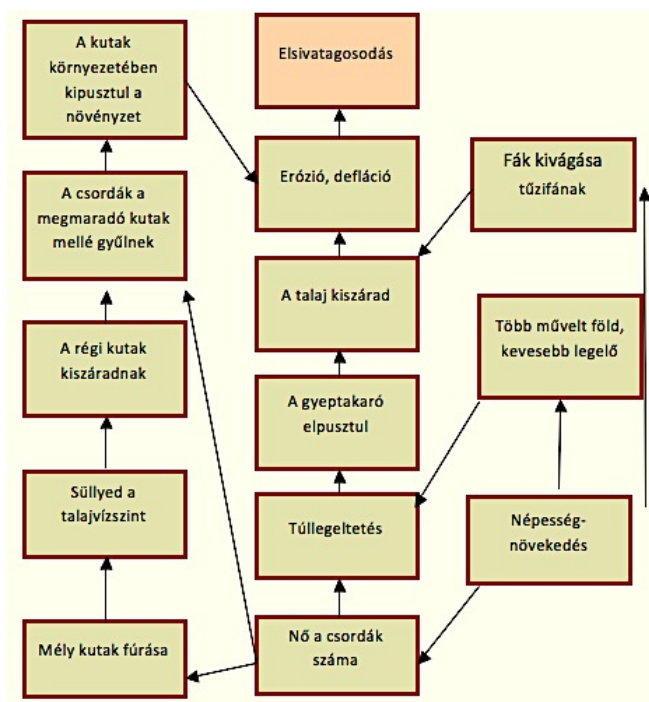 A kutak
környezetében
kipusztul a
növényzet
Elsivatagosodás
Erózió, defláció
Fák kivágása
tűzifának
A csordák a
megmaradó kutak
mellé gyűlnek
A talaj kiszárad
Több művelt föld,
kevesebb legelő
A régi kutak
kiszáradnak
A gyeptakaró
elpusztul
Süllyed a
talajvízszint
Túllegeltetés
Népesség-
növekedés
Mély kutak fúrása
Nő a csordák
száma